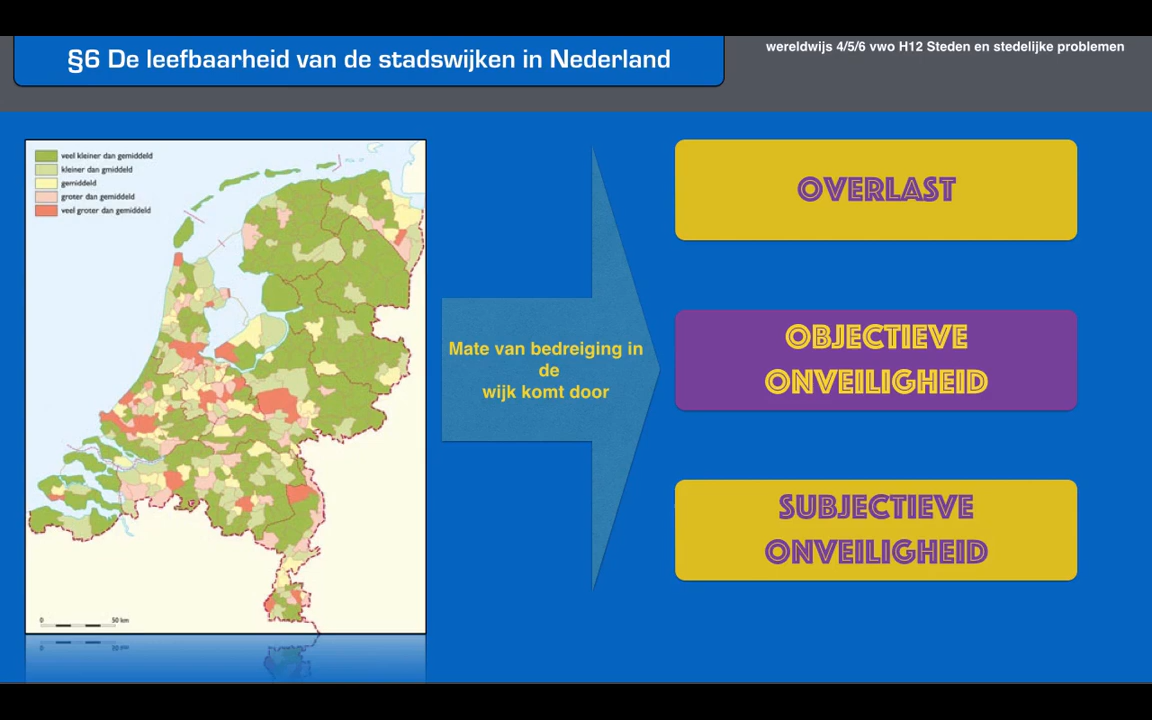 §6 De leefbaarheid van de stadswijken in Nederland
wereldwijs 4/5/6 vwo H12 Steden en stedelijke problemen
veel kleiner dan gemiddeld
kleiner dan gmiddeld
gemiddeld
groter dan gemiddeld
veel groter dan gemiddeld
0 50 km
Mate van bedreiging in
de
wijk komt door
OVERLAST
OBJECTIEVE
ONVEILIGHEID
SUBJECTIEVE
ONVEILIGHEID